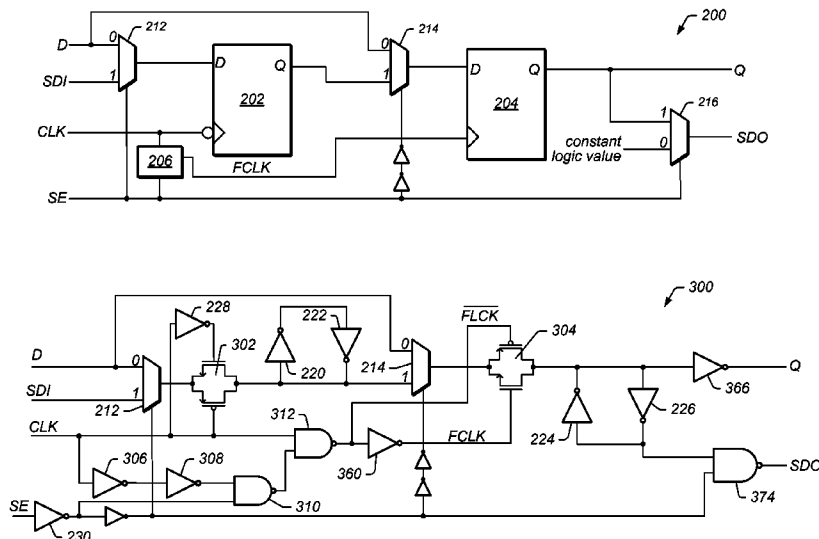 200
212
214
D
0
0
SDI
1
D
Q
1
D
Q
Q
202
204
216
1
CLK
0
SDO
constant
logic value
206
FCLK
SE
300
228
222
FLCK
304
D
0
302
0
214
220
1
Q
SDI
1
366
212
312
226
CLK
224
306
308
360
FCLK
SDO
310
374
SE
230